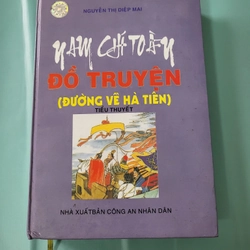 NGUYỄN THỊ DIỆP MAI
NAM CHÍ TOÀN
ĐỒ TRUYỆN
(ĐƯỜNG VỀ HÀ TIÊN)
TIỂU THUYẾT
NHÀ XUẤT BẢN CÔNG AN NHÂN DÂN